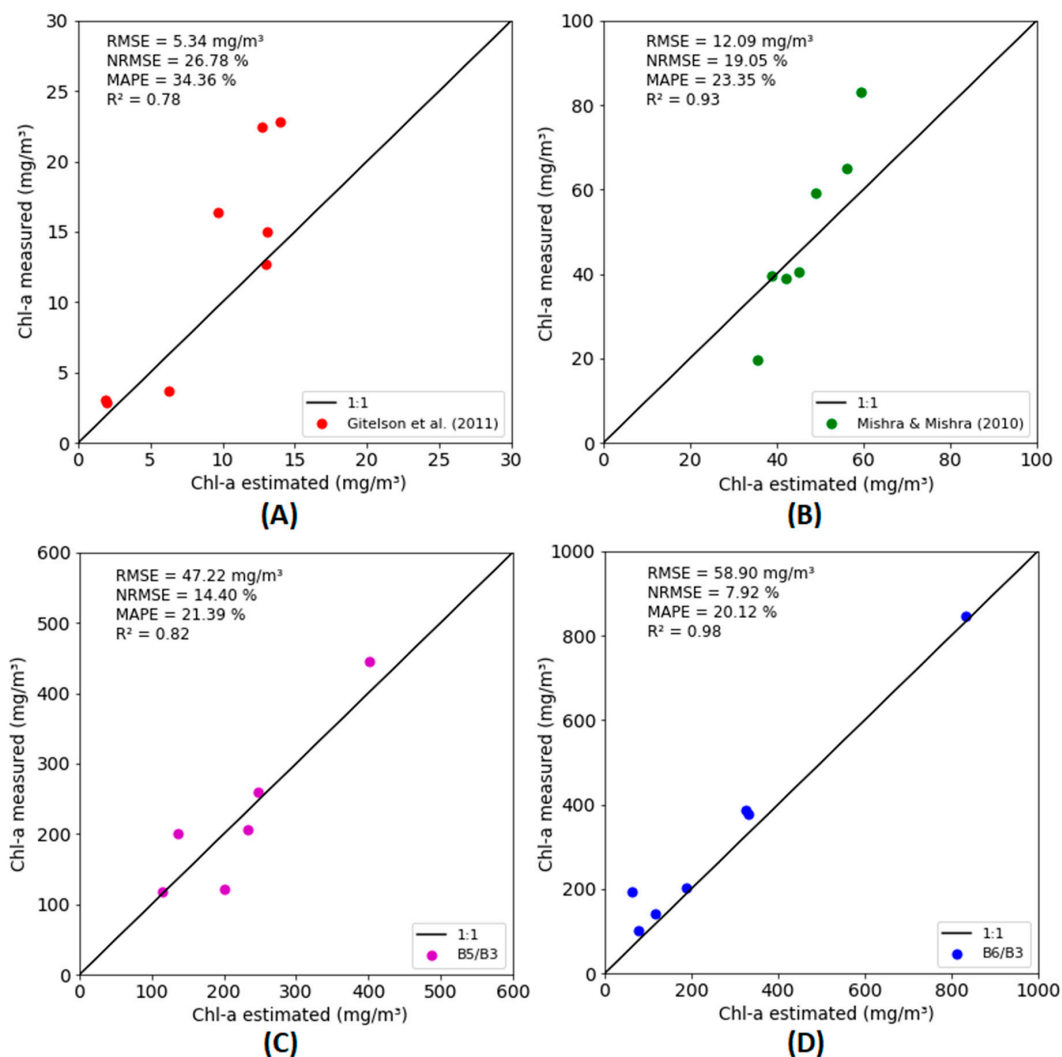 RMSE = 5.34 mg/m³
NRMSE = 26.78 %
MAPE = 34.36 %
R² = 0.78
30
25
20
15
10
5
0
Chl-a measured (mg/m³)
1:1
Gitelson et al. (2011)
0 5 10 15 20 25 30
Chl-a estimated (mg/m³)
(A)
RMSE = 12.09 mg/m³
NRMSE = 19.05 %
MAPE = 23.35 %
R² = 0.93
100
80
60
40
20
0
Chl-a measured (mg/m³)
1:1
Mishra & Mishra (2010)
0 20 40 60 80 100
Chl-a estimated (mg/m³)
(B)
RMSE = 47.22 mg/m³
NRMSE = 14.40 %
MAPE = 21.39 %
R² = 0.82
600
500
400
300
200
100
0
Chl-a measured (mg/m³)
1:1
B5/B3
0 100 200 300 400 500 600
Chl-a estimated (mg/m³)
(C)
RMSE = 58.90 mg/m³
NRMSE = 7.92 %
MAPE = 20.12 %
R² = 0.98
1000
800
600
400
200
0
Chl-a measured (mg/m³)
1:1
B6/B3
0 200 400 600 800 1000
Chl-a estimated (mg/m³)
(D)